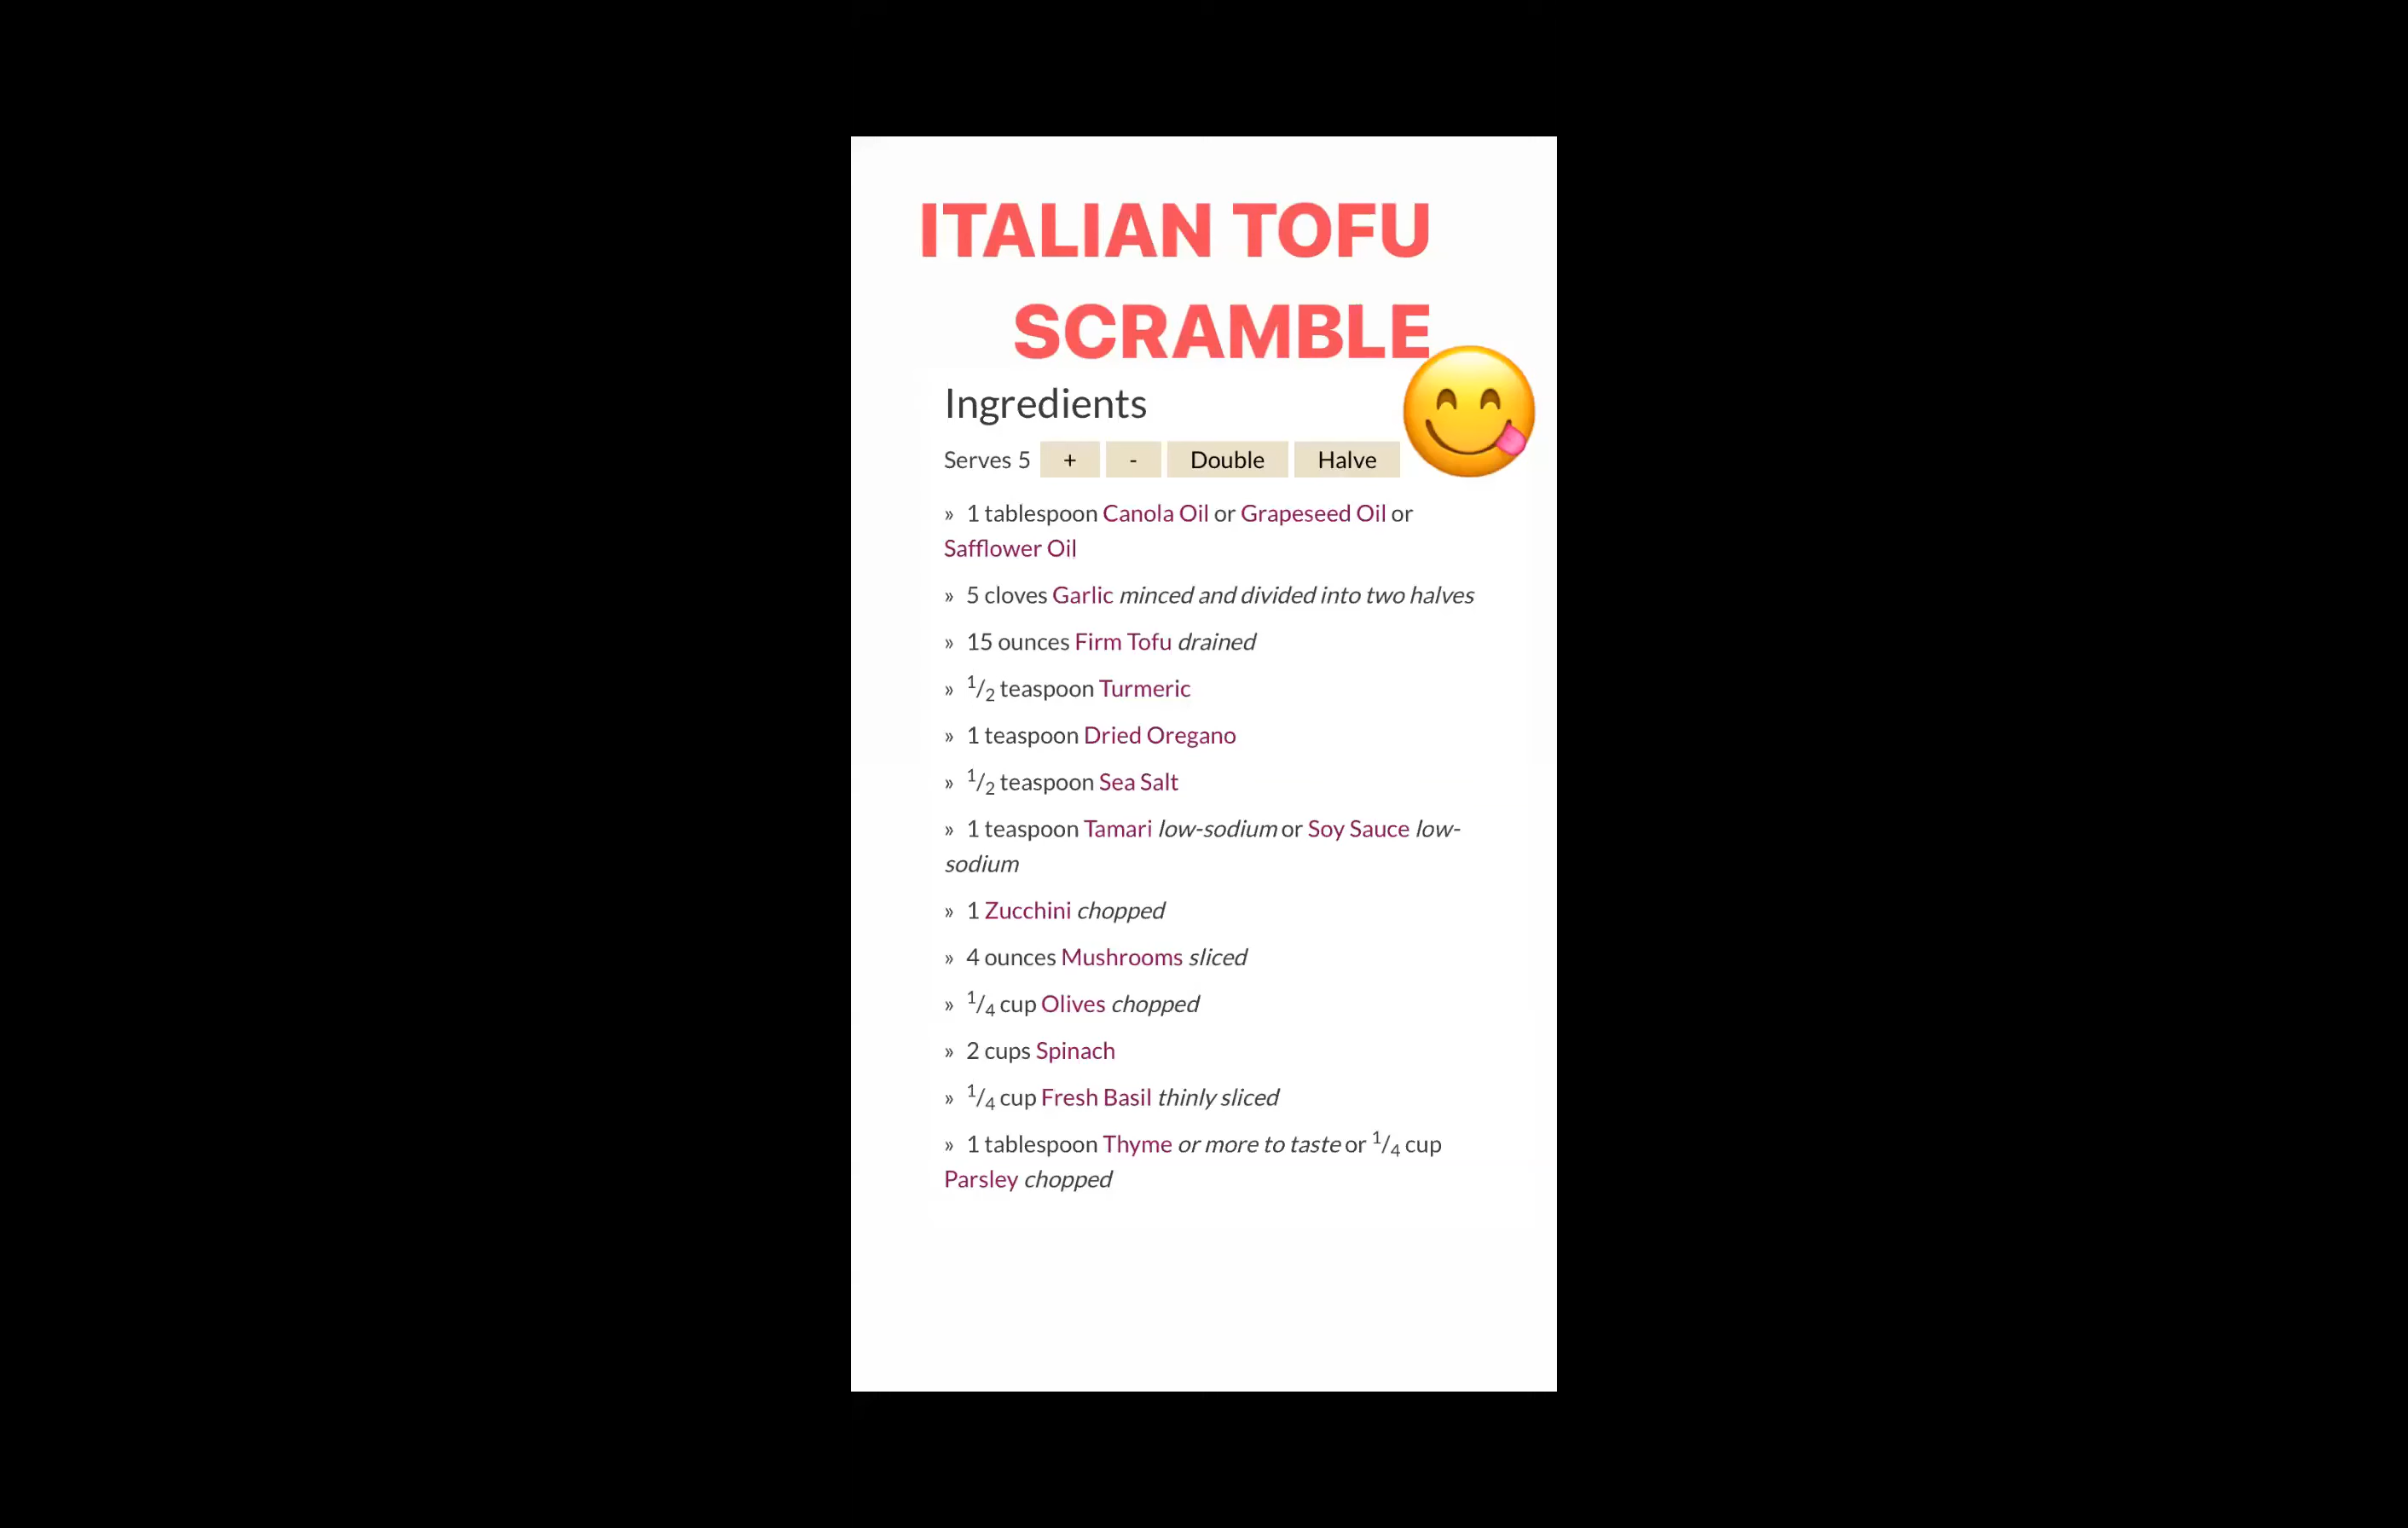 ITALIAN TOFU
SCRAMBLE
Ingredients
Serves 5 + - Double Halve
» 1 tablespoon Canola Oil or Grapeseed Oil or
Safflower Oil
» 5 cloves Garlic minced and divided into two halves
» 15 ounces Firm Tofu drained
» 1/2 teaspoon Turmeric
» 1 teaspoon Dried Oregano
» 1/2 teaspoon Sea Salt
» 1 teaspoon Tamari low-sodium or Soy Sauce low-
sodium
» 1 Zucchini chopped
» 4 ounces Mushrooms sliced
» 1/4 cup Olives chopped
» 2 cups Spinach
» 1/4 cup Fresh Basil thinly sliced
» 1 tablespoon Thyme or more to taste or 1/4 cup
Parsley chopped